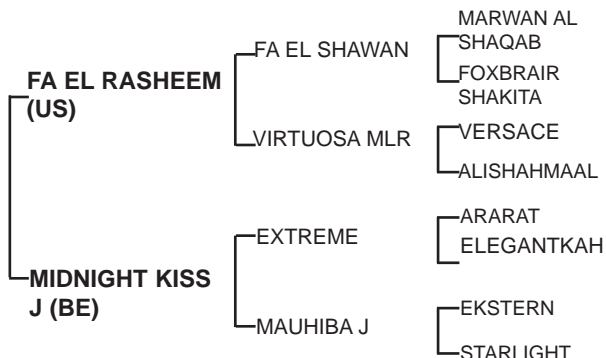 MARWAN AL
SHAQAB
FA EL SHAWAN
FOXBRAIR
SHAKITA
FA EL RASHEEM
(US)
VERSACE
VIRTUOSA MLR
ALISHAHMAAL
ARARAT
EXTREME
ELEGANTKAH
MIDNIGHT KISS
J (BE)
EKSTERN
MAUHIBA J
STARLIGHT